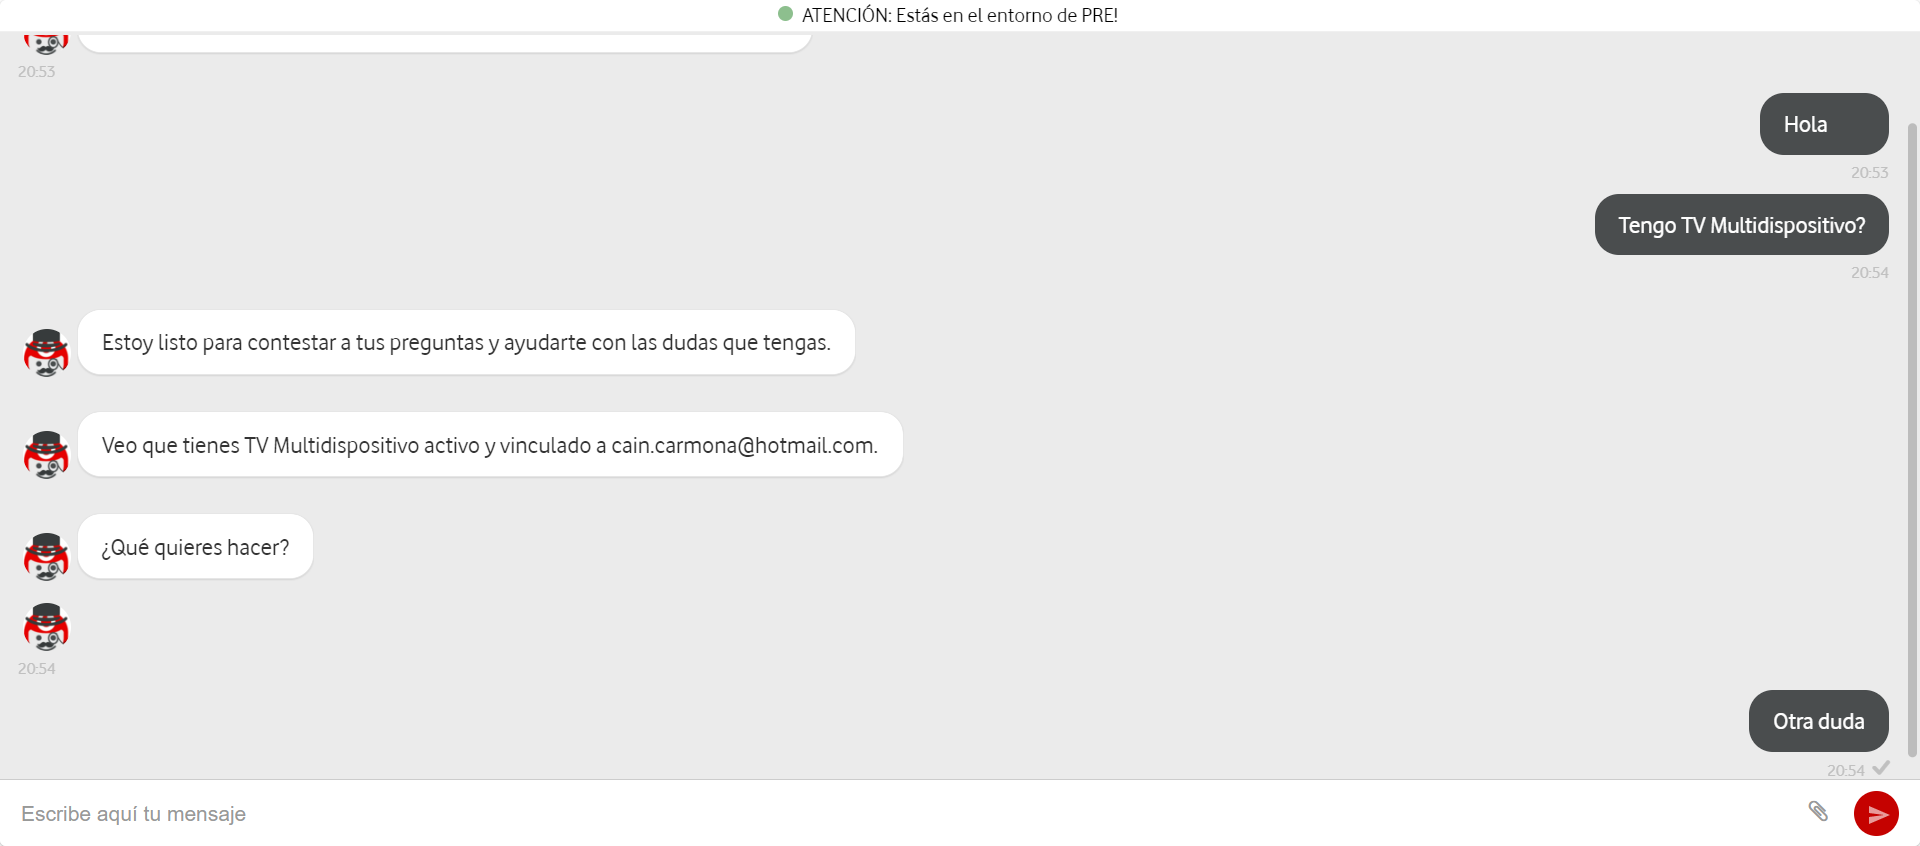 ATENCIÓN: Estás en el entorno de PRE!
20:53
Hola
20:53
Tengo TV Multidispositivo?
20:54
Estoy listo para contestar a tus preguntas y ayudarte con las dudas que tengas.
Veo que tienes TV Multidispositivo activo y vinculado a cain.carmona@hotmail.com.
¿Qué quieres hacer?
20:54
Otra duda
20:54
Escribe aquí tu mensaje